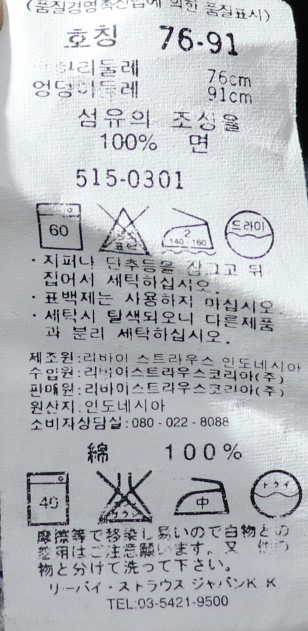 (품질경영촉진법에 의한 품질표시)
호칭 76-91
허리둘레 76cm
엉덩이둘레 91cm
섬유의 조성율
100% 면
515-0301
60 2 140-160 드라이
·지퍼나 단추등을 잠그고 뒤
집어서 세탁하십시오.
·표백제는 사용하지 마십시오.
·세탁시 탈색되오니 다른제품
과 분리 세탁하십시오.
제조원:리바이 스트라우스 인도네시아
수입원:리바이스트라우스코리아(주)
판매원:리바이스트라우스코리아(주)
원산지:인도네시아
소비자상담실:080-022-8088
綿 100%
40 中 ドライ
摩擦等で移染し易いので白物との
着用はご注意願います。又
物と分けて洗って下さい。
リーバイ・ストラウス ジャパンK K
TEL:03-5421-9500